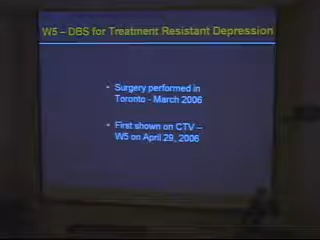 W5 – DBS for Treatment Resistant Depression
• Surgery performed in
Toronto - March 2006
• First shown on CTV –
W5 on April 29, 2006